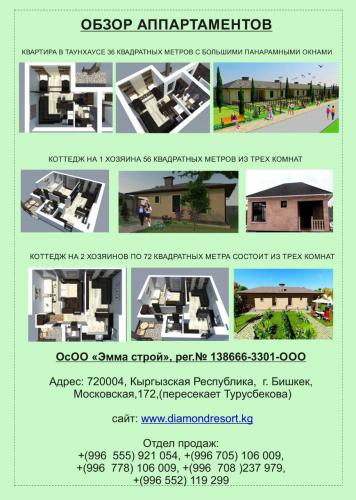 ОБЗОР АППАРТАМЕНТОВ
КВАРТИРА В ТАУНХАУСЕ 36 КВАДРАТНЫХ МЕТРОВ С БОЛЬШИМИ ПАНАРАМНЫМИ ОКНАМИ
КОТТЕДЖ НА 1 ХОЗЯИНА 56 КВАДРАТНЫХ МЕТРОВ ИЗ ТРЕХ КОМНАТ
КОТТЕДЖ НА 2 ХОЗЯИНОВ ПО 72 КВАДРАТНЫХ МЕТРА СОСТОИТ ИЗ ТРЕХ КОМНАТ
ОсОО «Эмма строй», рег.№ 138666-3301-ООО
Адрес: 720004, Кыргызская Республика, г. Бишкек,
Московская,172,(пересекает Турусбекова)
сайт: www.diamondresort.kg
Отдел продаж:
+(996 555) 921 054, +(996 705) 106 009,
+(996 778) 106 009, +(996 708 )237 979,
+(996 552) 119 299